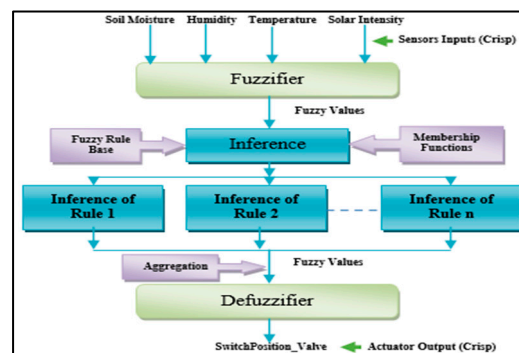 Soil Moisture Humidity Temperature Solar Intensity
Sensors Inputs (Crisp)
Fuzzifier
Fuzzy Values
Fuzzy Rule
Base
Inference
Membership
Functions
Inference of
Rule 1
Inference of
Rule 2
Inference of
Rule n
Aggregation
Fuzzy Values
Defuzzifier
SwitchPosition_Valve
Actuator Output (Crisp)